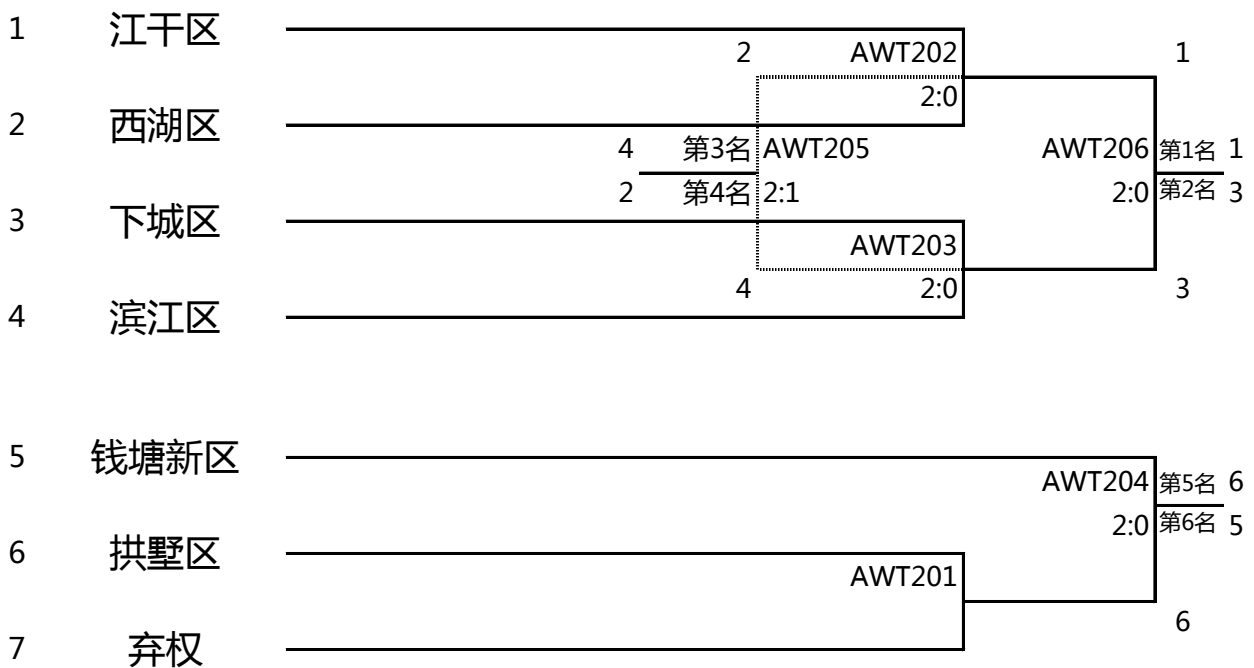 1 江干区
2 AWT202 1
2:0
2 西湖区
4 第3名 AWT205 AWT206 第1名 1
2 第4名 2:1 2:0 第2名 3
3 下城区
AWT203
4 2:0 3
4 滨江区
5 钱塘新区
AWT204 第5名 6
2:0 第6名 5
6 拱墅区
AWT201
6
7 弃权